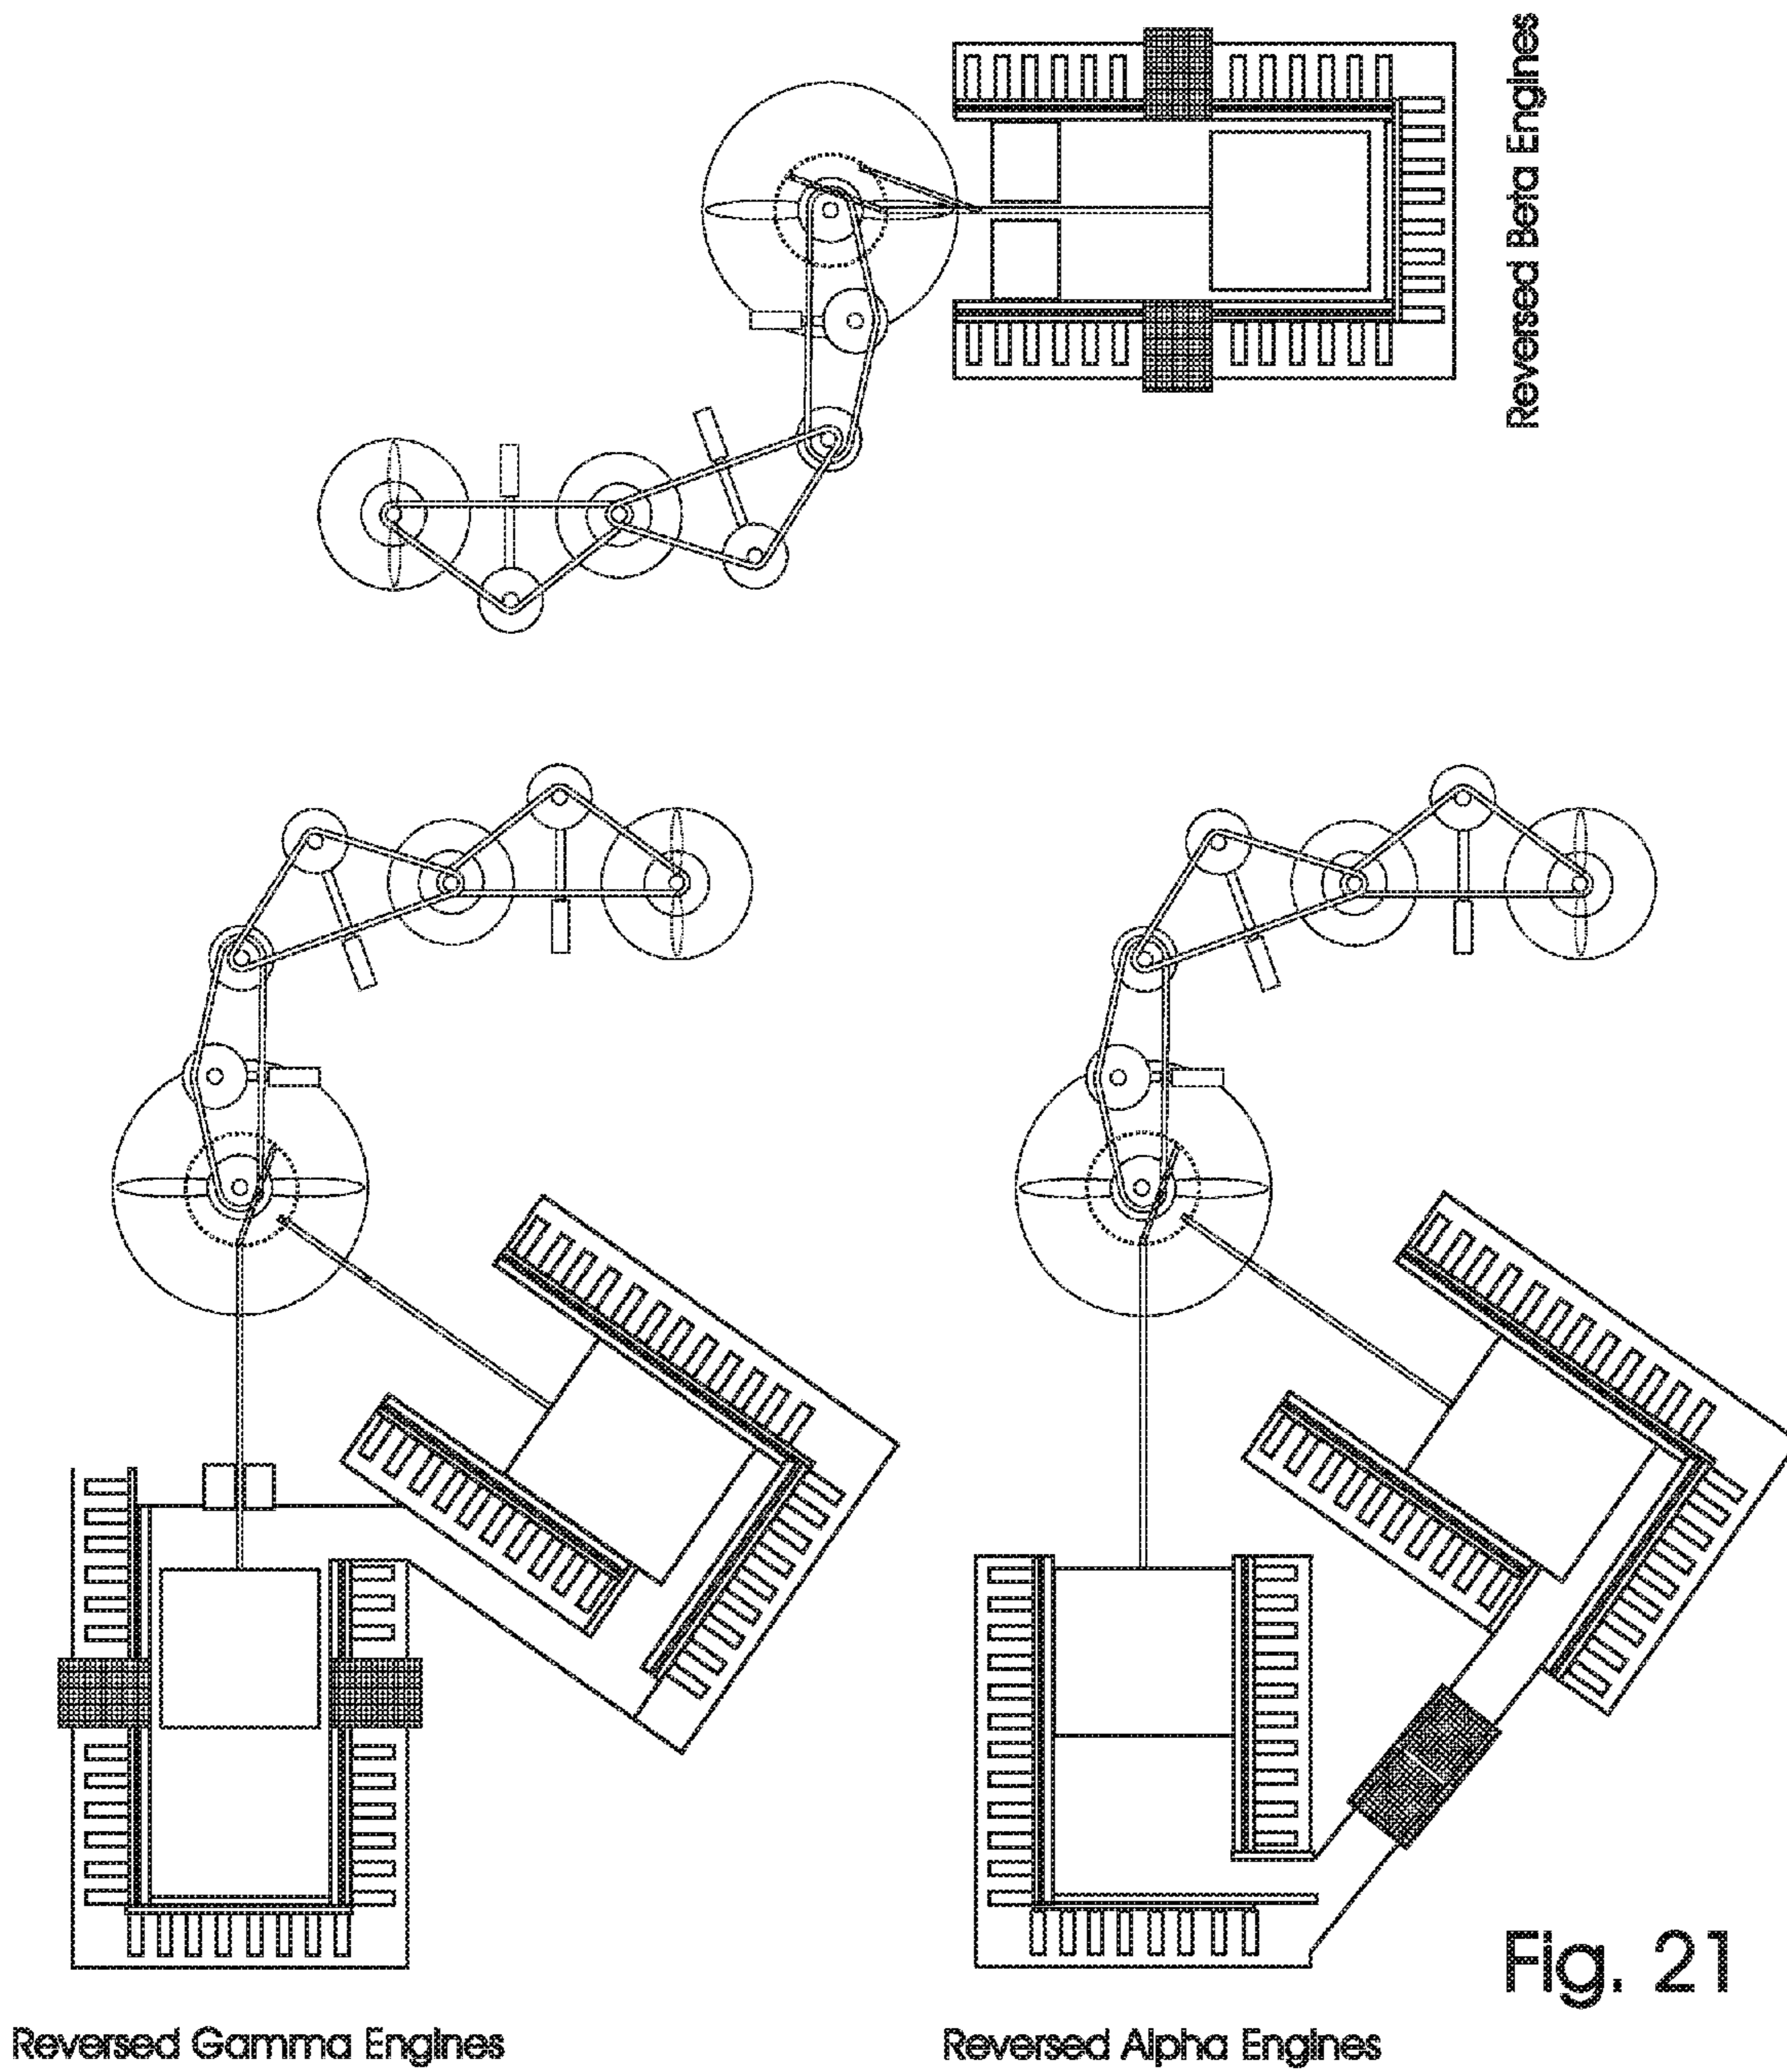 Reversed Beta Engines
Fig. 21
Reversed Gamma Engines
Reversed Alpha Engines